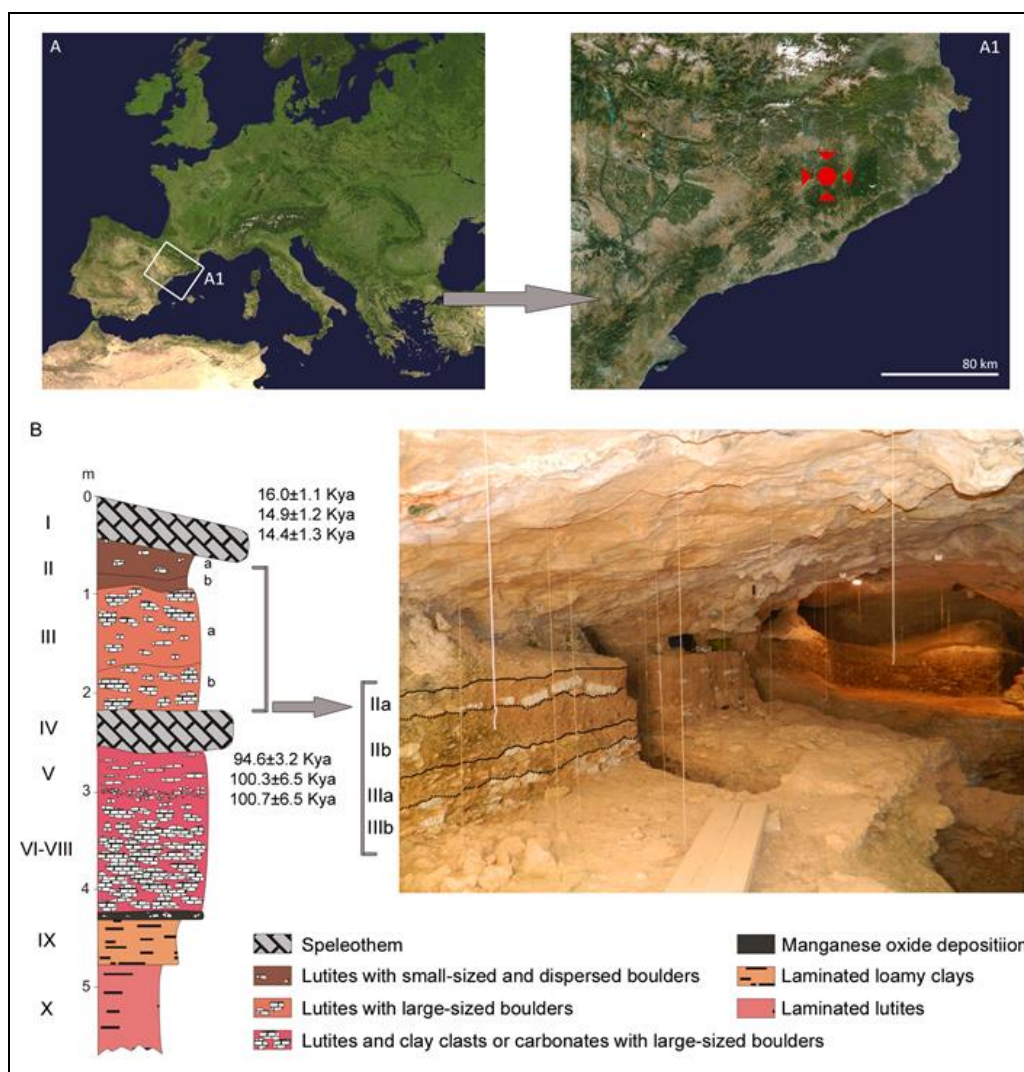 A
A1
A1
80 km
B
m
0
I
16.0±1.1 Kya
14.9±1.2 Kya
14.4±1.3 Kya
II
a
b
1
III
a
b
2
IV
94.6±3.2 Kya
100.3±6.5 Kya
100.7±6.5 Kya
V
3
VI-VIII
4
IX
5
X
IIa
IIb
IIIa
IIIb
Speleothem
Lutites with small-sized and dispersed boulders
Lutites with large-sized boulders
Lutites and clay clasts or carbonates with large-sized boulders
Manganese oxide depositiion
Laminated loamy clays
Laminated lutites